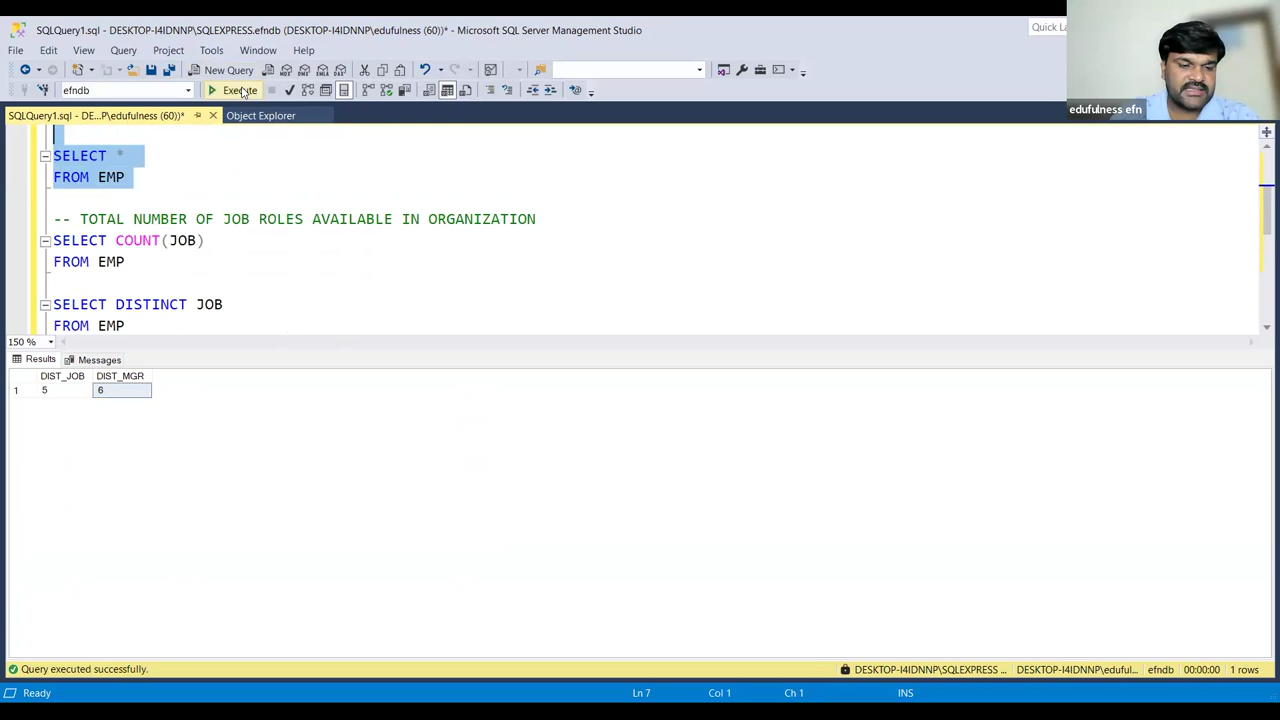 SQLQuery1.sql - DESKTOP-I4IDNNP\SQLEXPRESS.efndb (DESKTOP-I4IDNNP\edufulness (60))* - Microsoft SQL Server Management Studio
Quick La
File Edit View Query Project Tools Window Help
New Query
efndb Execute
SQLQuery1.sql - DE...P\edufulness (60))* Object Explorer
edufulness efn
SELECT *
FROM EMP
-- TOTAL NUMBER OF JOB ROLES AVAILABLE IN ORGANIZATION
SELECT COUNT(JOB)
FROM EMP
SELECT DISTINCT JOB
FROM EMP
150 %
Results Messages
DIST_JOB DIST_MGR
1 5 6
Query executed successfully. DESKTOP-I4IDNNP\SQLEXPRESS ... DESKTOP-I4IDNNP\eduful... efndb 00:00:00 1 rows
Ready Ln 7 Col 1 Ch 1 INS